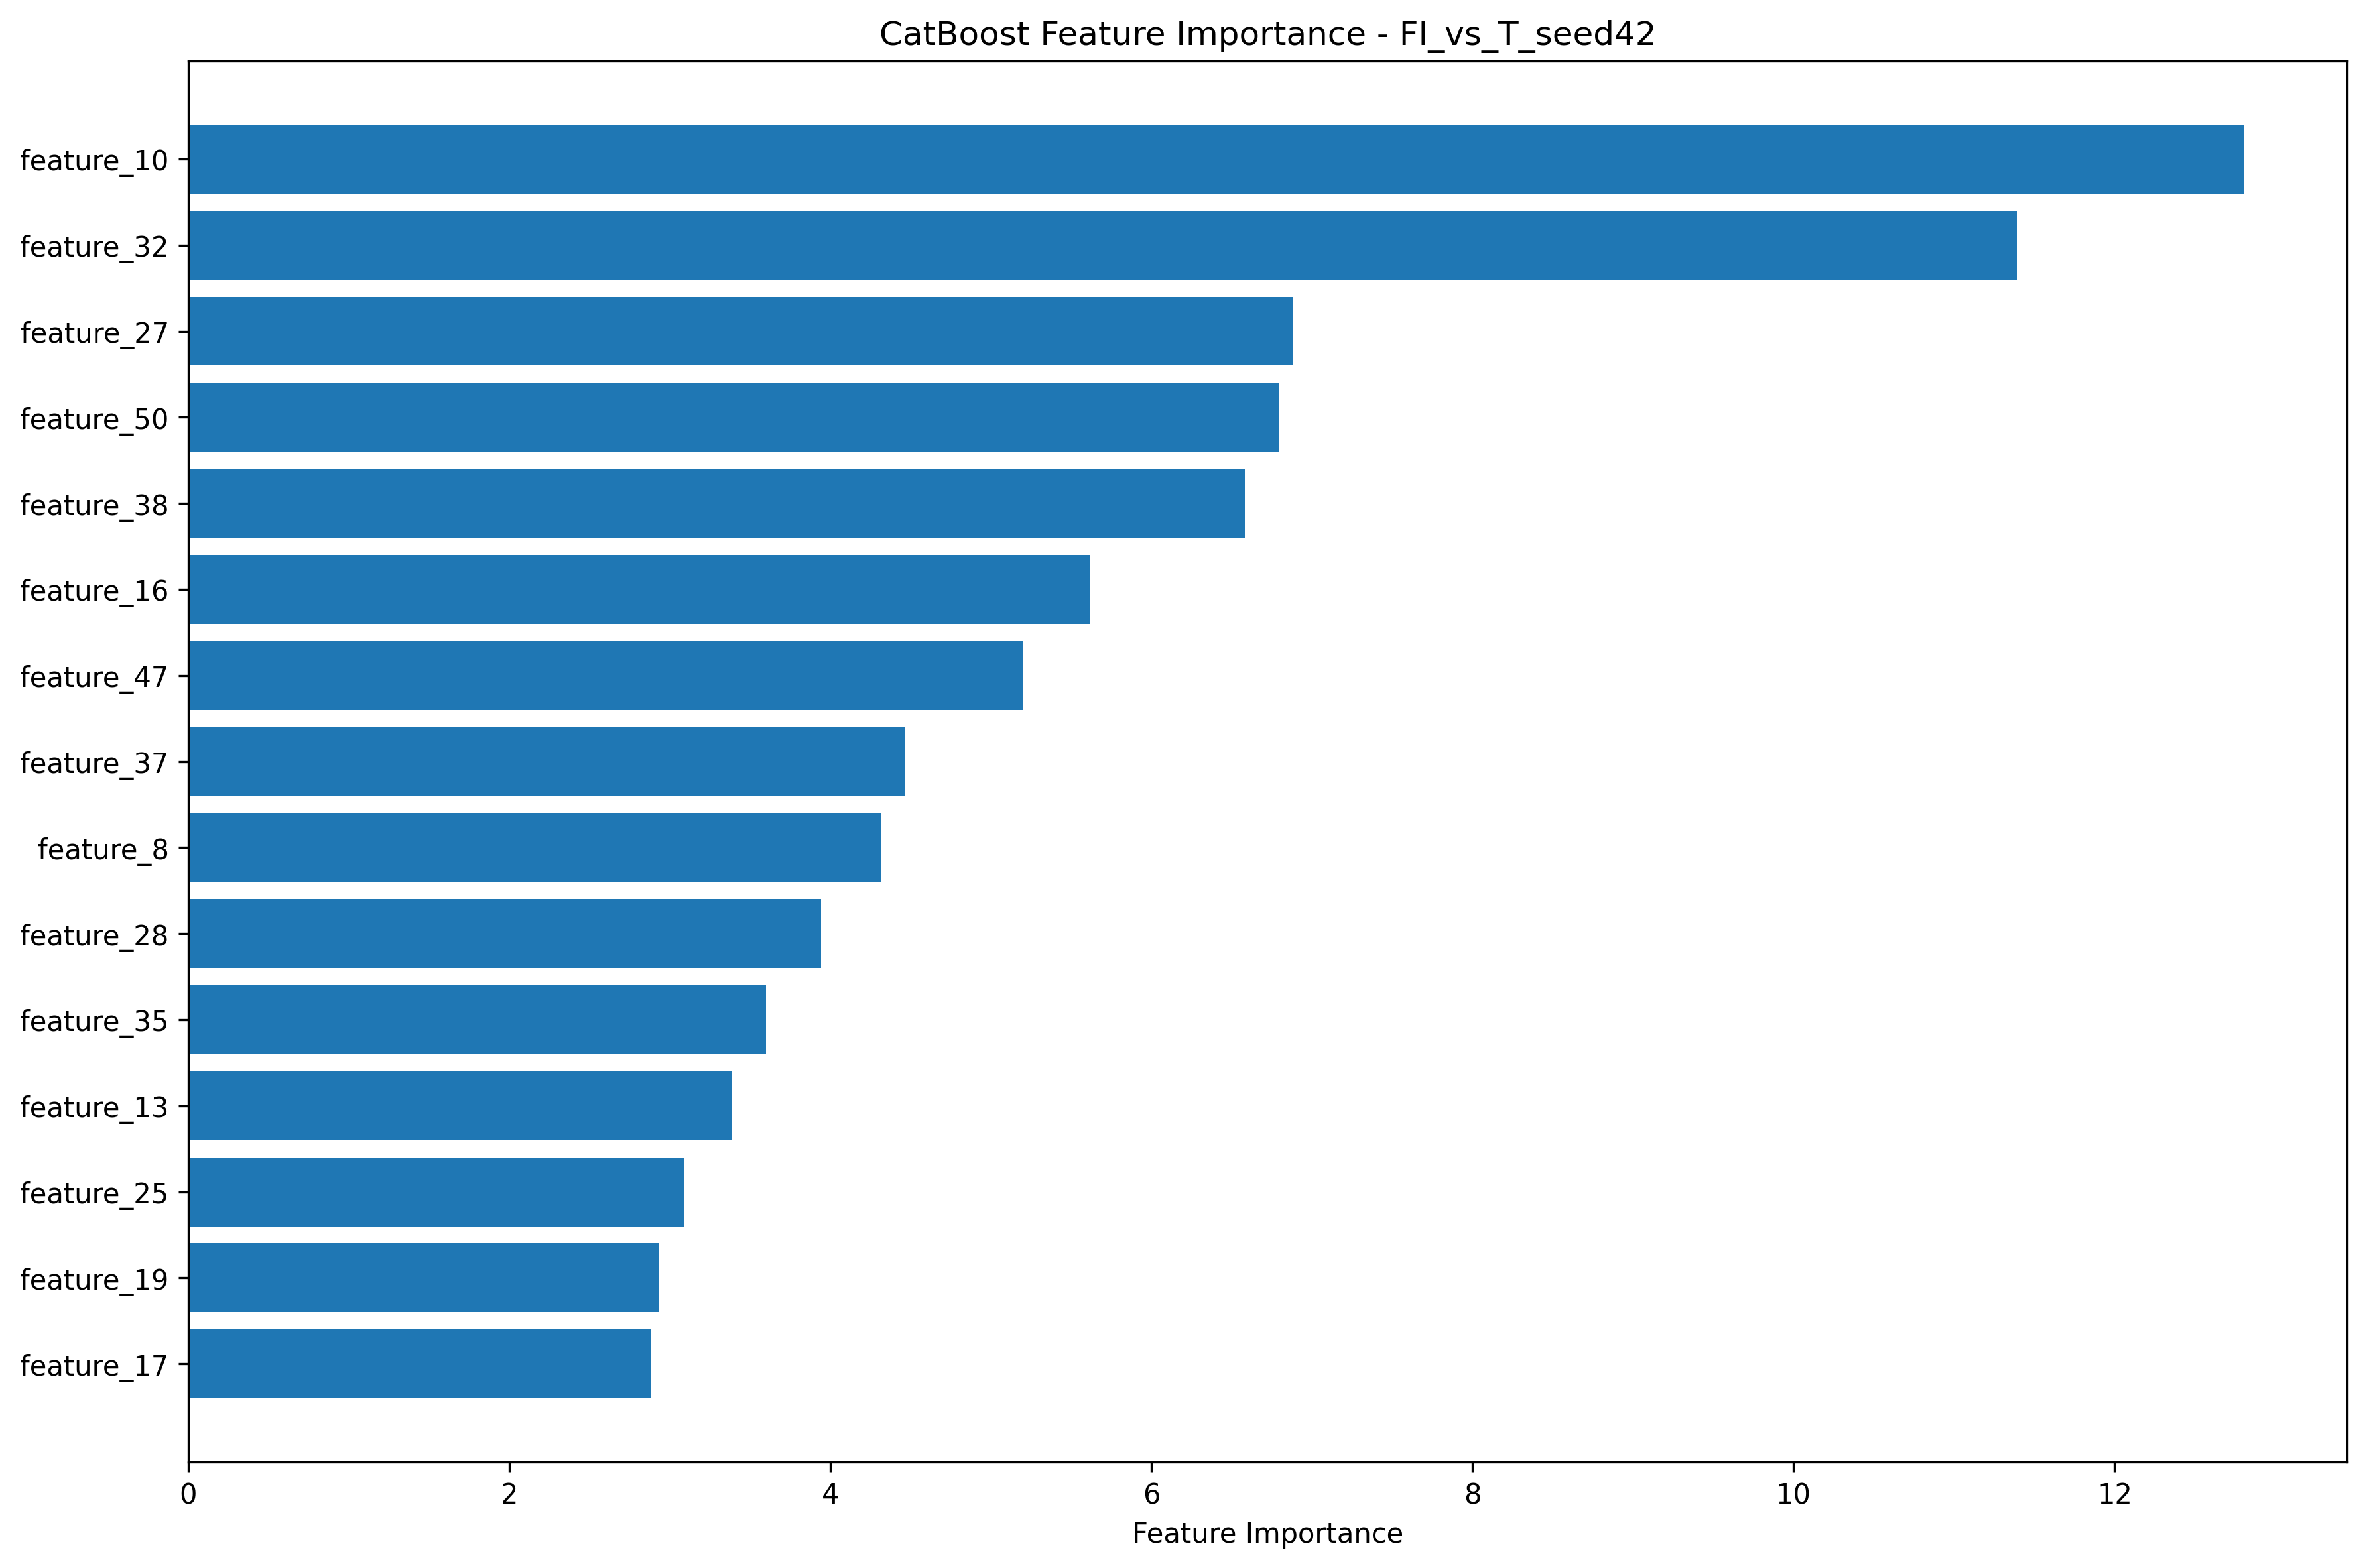 CatBoost Feature Importance - FI_vs_T_seed42
feature_10
feature_32
feature_27
feature_50
feature_38
feature_16
feature_47
feature_37
feature_8
feature_28
feature_35
feature_13
feature_25
feature_19
feature_17
0 2 4 6 8 10 12
Feature Importance